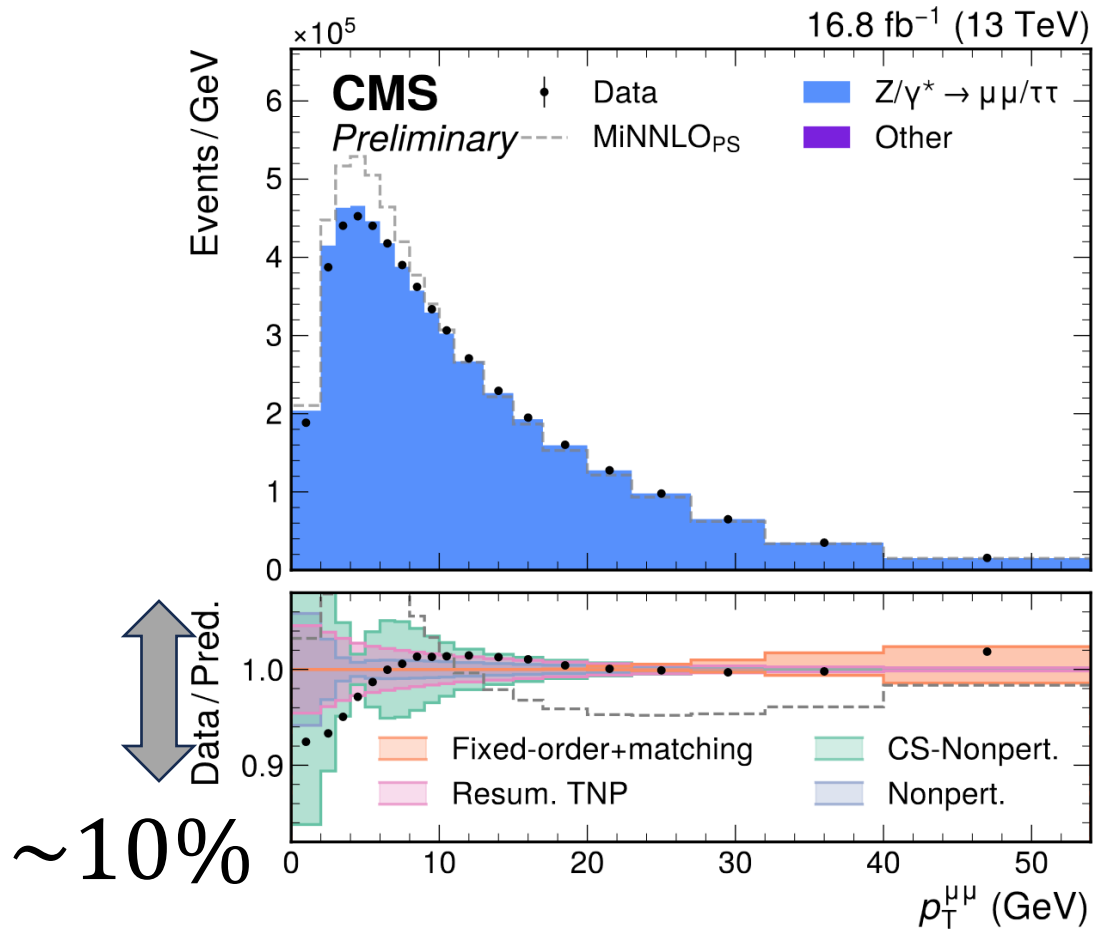 ×10⁵ 16.8 fb⁻¹ (13 TeV)
CMS
Preliminary
Data
MiNNLO_PS
Z/γ* → μμ/ττ
Other
Events/GeV
6
5
4
3
2
1
0
Data/Pred.
1.0
0.9
Fixed-order+matching
Resum. TNP
CS-Nonpert.
Nonpert.
~10%
0 10 20 30 40 50
p_T^μμ (GeV)